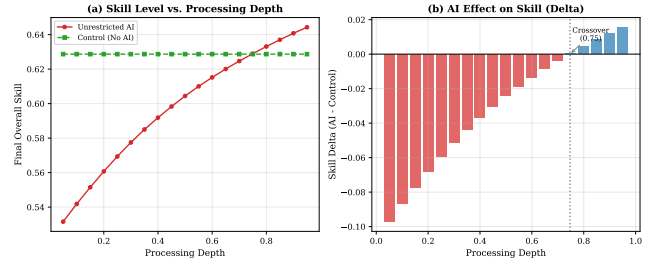 (a) Skill Level vs. Processing Depth
Unrestricted AI
Control (No AI)
Final Overall Skill
0.64
0.62
0.60
0.58
0.56
0.54
0.2
0.4
0.6
0.8
Processing Depth
(b) AI Effect on Skill (Delta)
Crossover
(0.75)
Skill Delta (AI - Control)
0.02
0.00
−0.02
−0.04
−0.06
−0.08
−0.10
0.0
0.2
0.4
0.6
0.8
1.0
Processing Depth